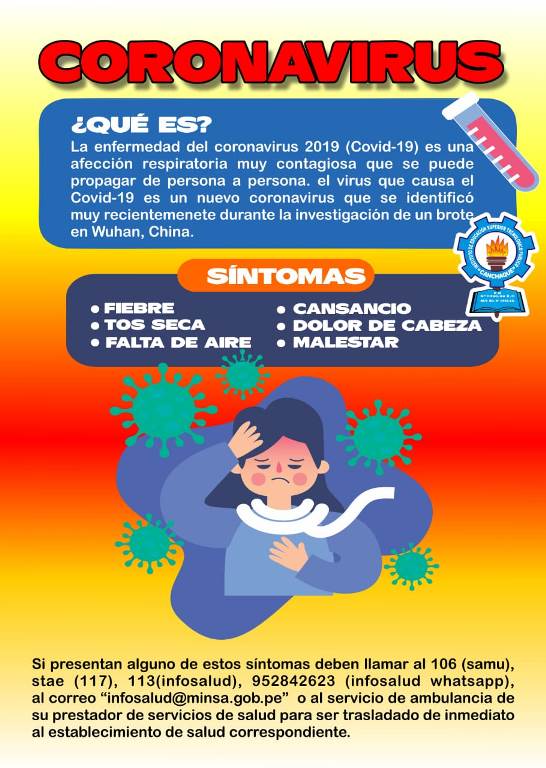 CORONAVIRUS
¿QUÉ ES?
La enfermedad del coronavirus 2019 (Covid-19) es una
afección respiratoria muy contagiosa que se puede
propagar de persona a persona. el virus que causa el
Covid-19 es un nuevo coronavirus que se identificó
muy recientemenete durante la investigación de un brote
en Wuhan, China.
CANCHAQUE
SÍNTOMAS
• FIEBRE
• TOS SECA
• FALTA DE AIRE
• CANSANCIO
• DOLOR DE CABEZA
• MALESTAR
Si presentan alguno de estos síntomas deben llamar al 106 (samu),
stae (117), 113(infosalud), 952842623 (infosalud whatsapp),
al correo “infosalud@minsa.gob.pe” o al servicio de ambulancia de
su prestador de servicios de salud para ser trasladado de inmediato
al establecimiento de salud correspondiente.